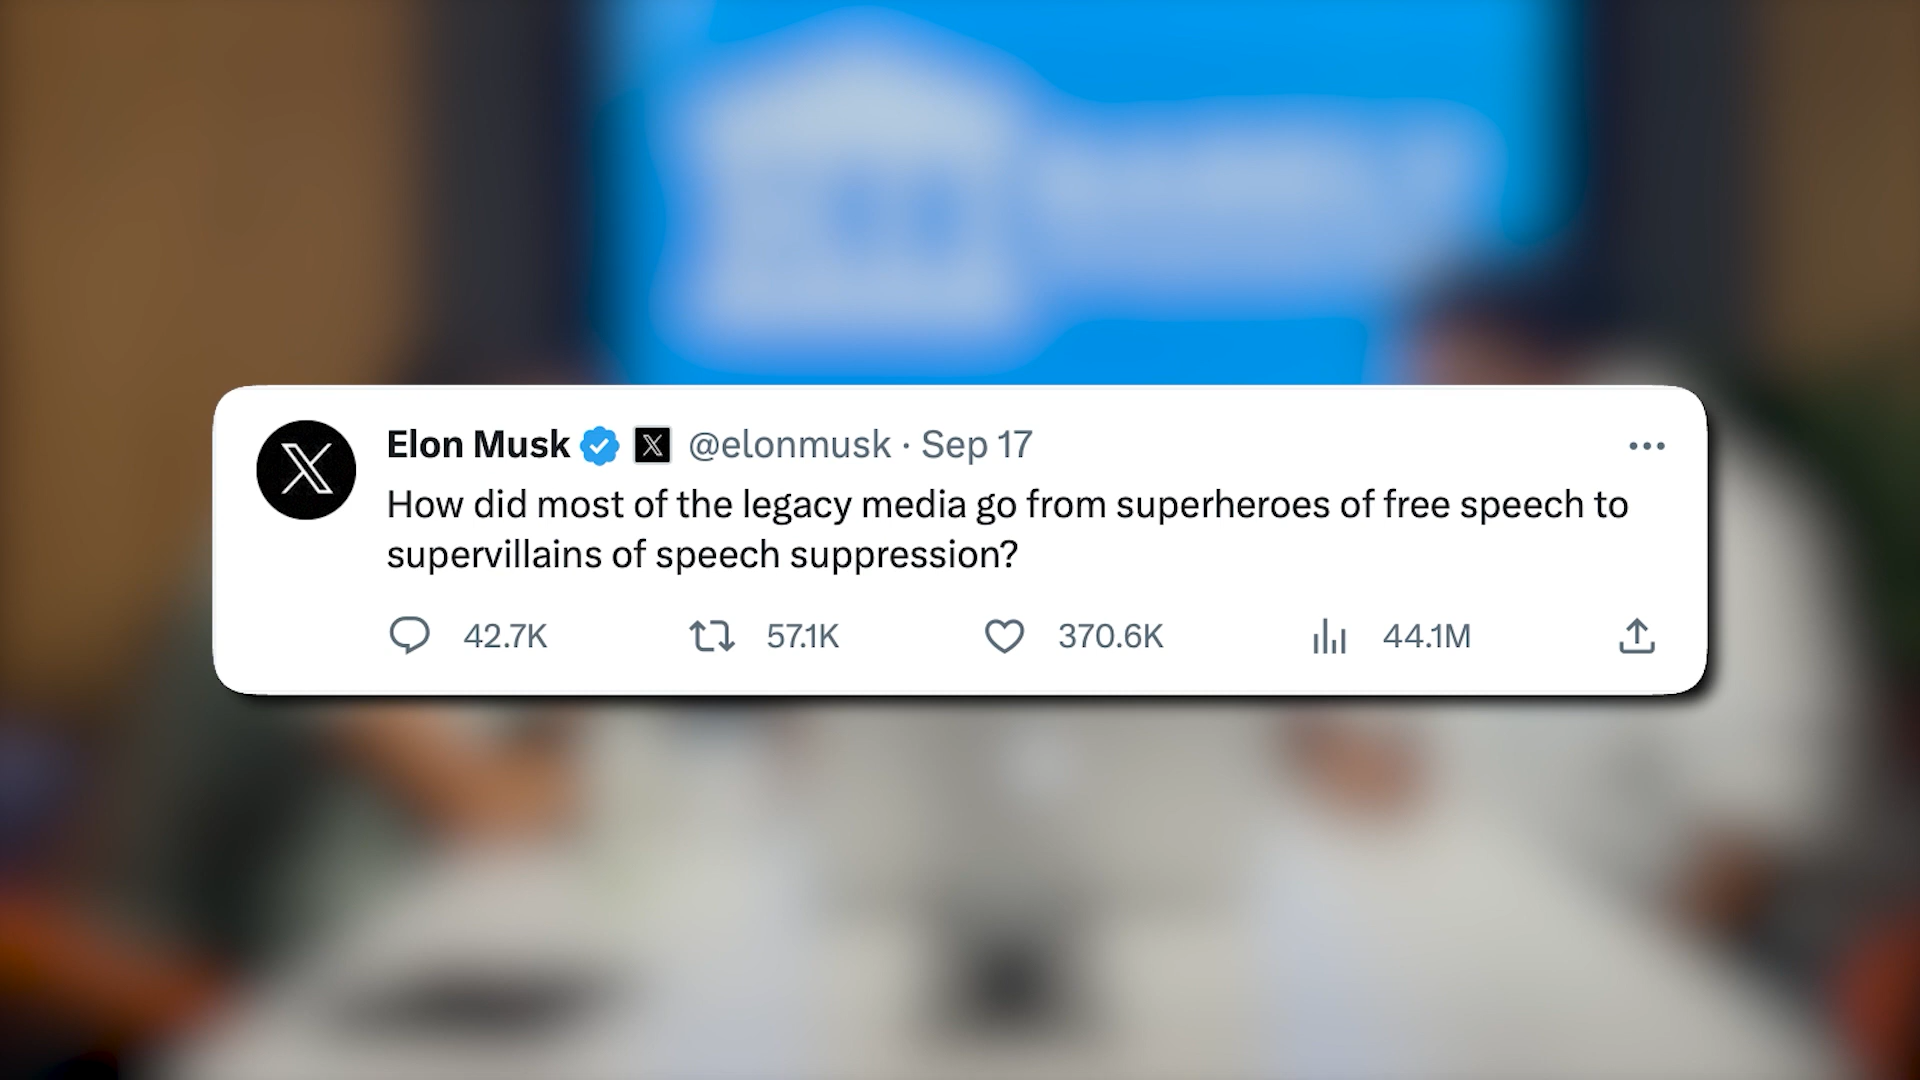 Elon Musk @elonmusk · Sep 17
How did most of the legacy media go from superheroes of free speech to
supervillains of speech suppression?
42.7K 57.1K 370.6K 44.1M